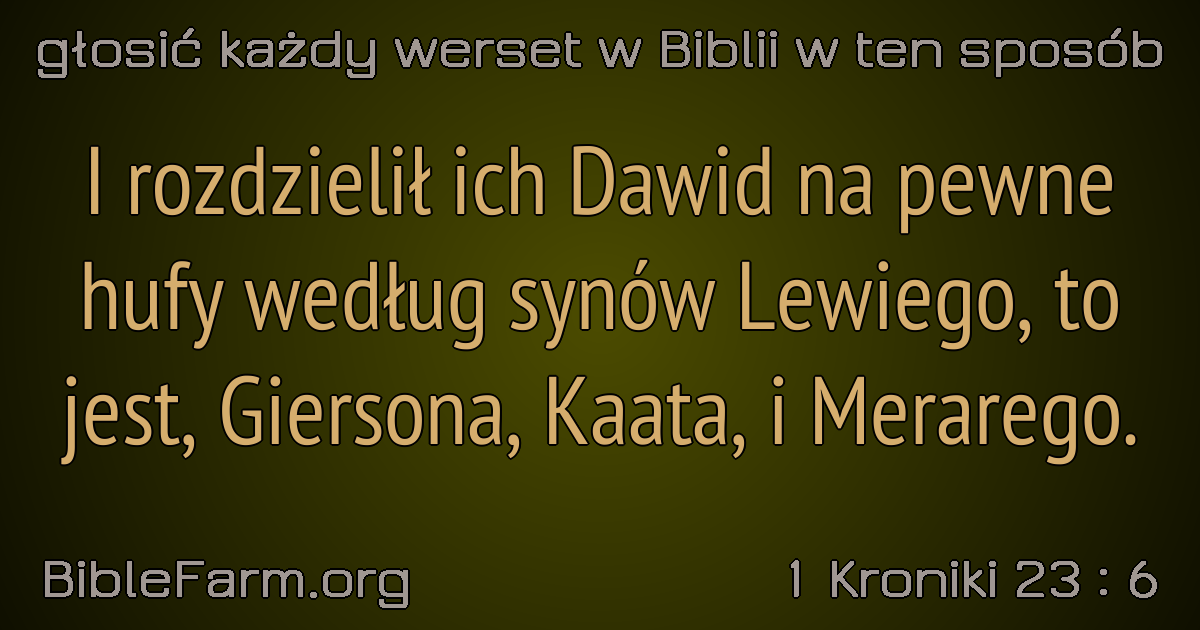 głosić każdy werset w Biblii w ten sposób
I rozdzielił ich Dawid na pewne
hufy według synów Lewiego, to
jest, Giersona, Kaata, i Merarego.
BibleFarm.org
1 Kroniki 23 : 6